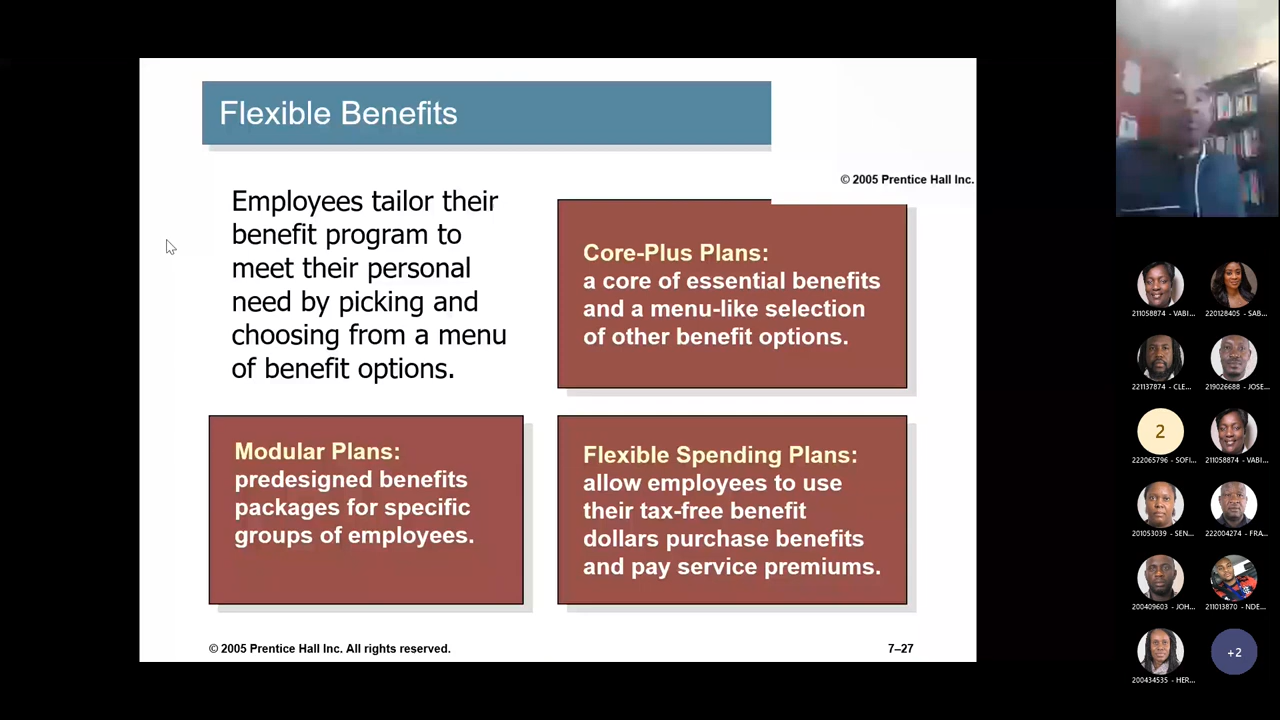 Flexible Benefits
© 2005 Prentice Hall Inc.
Employees tailor their
benefit program to
meet their personal
need by picking and
choosing from a menu
of benefit options.
Core-Plus Plans:
a core of essential benefits
and a menu-like selection
of other benefit options.
Modular Plans:
predesigned benefits
packages for specific
groups of employees.
Flexible Spending Plans:
allow employees to use
their tax-free benefit
dollars purchase benefits
and pay service premiums.
© 2005 Prentice Hall Inc. All rights reserved.
7–27
211058874 - VABI...
220128405 - SAB...
221137874 - CLE...
219026688 - JOSE...
2
222065796 - SOFI...
211058874 - VABI...
201053039 - SEN...
222004274 - FRA...
200409603 - JOH...
211013870 - NDE...
200434535 - HER...
+2